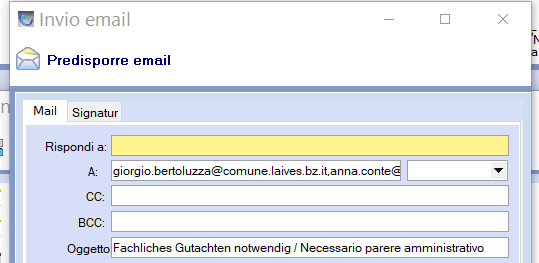 Invio email
Predisporre email
Mail
Signatur
Rispondi a:
A: giorgio.bertoluzza@comune.laives.bz.it,anna.conte@
CC:
BCC:
Oggetto Fachliches Gutachten notwendig / Necessario parere amministrativo